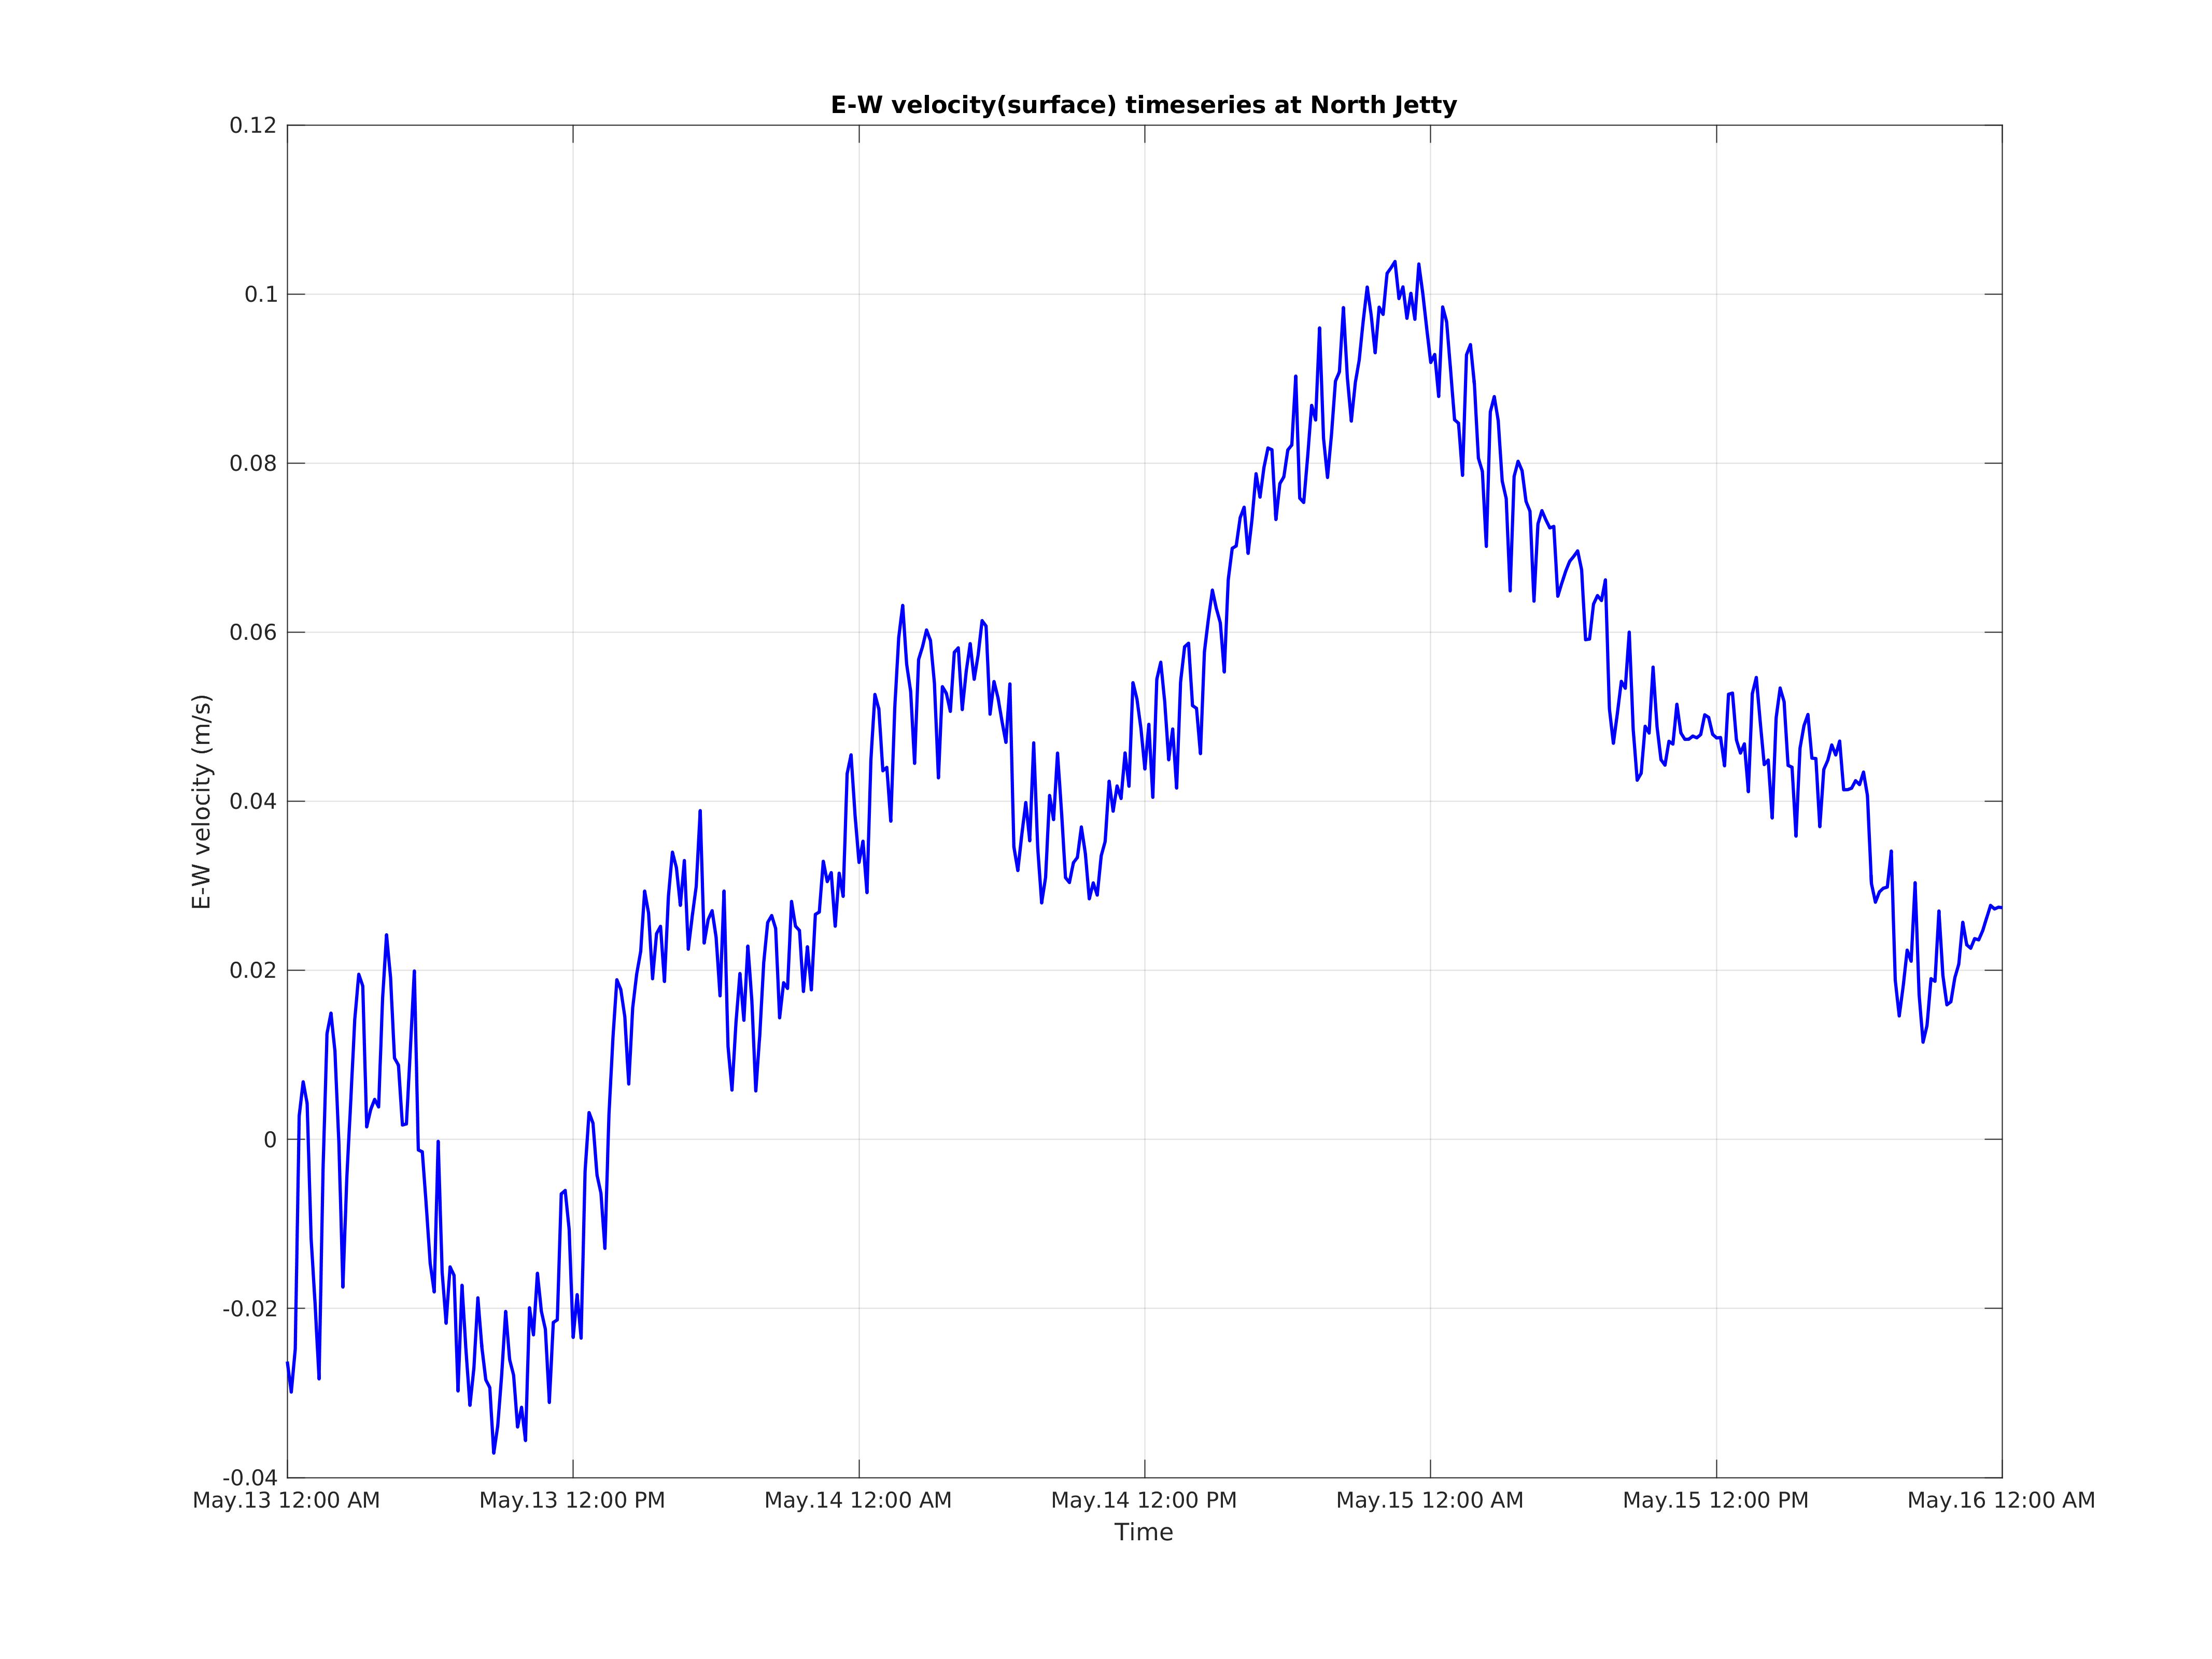 E-W velocity(surface) timeseries at North Jetty
0.12
0.1
0.08
0.06
0.04
0.02
0
-0.02
-0.04
E-W velocity (m/s)
May.13 12:00 AM
May.13 12:00 PM
May.14 12:00 AM
May.14 12:00 PM
May.15 12:00 AM
May.15 12:00 PM
May.16 12:00 AM
Time